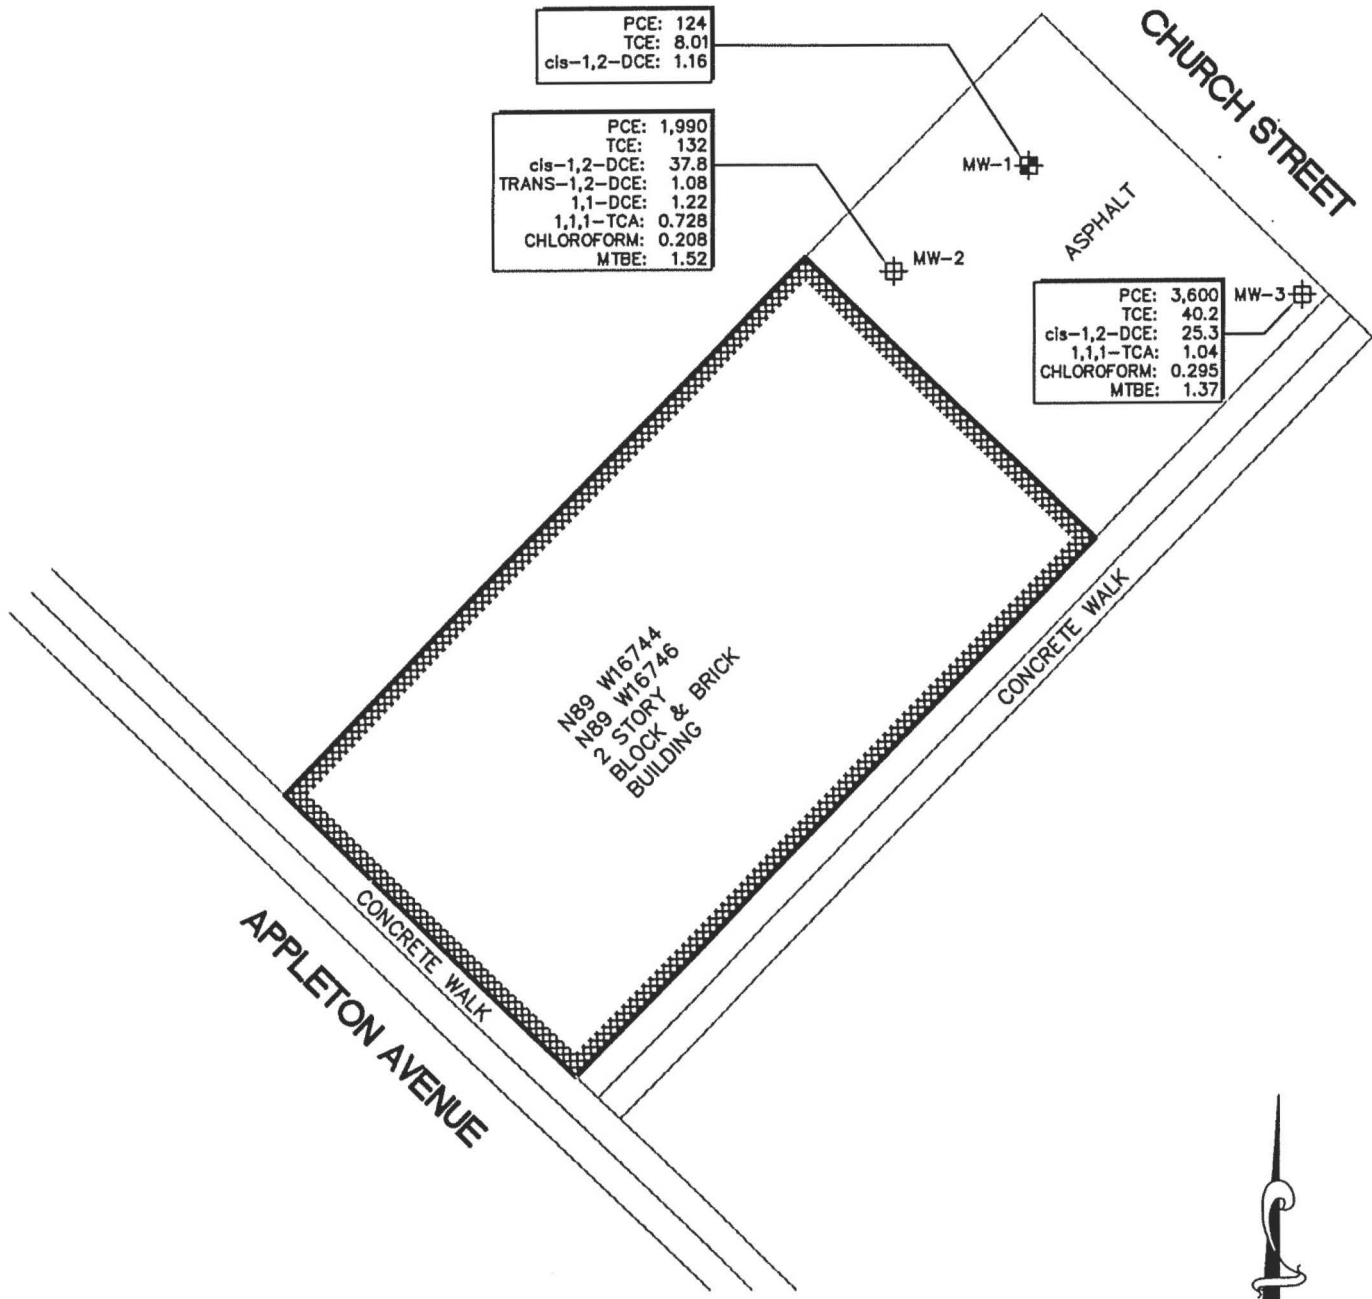 PCE: 124
TCE: 8.01
cis-1,2-DCE: 1.16
CHURCH STREET
PCE: 1,990
TCE: 132
cis-1,2-DCE: 37.8
TRANS-1,2-DCE: 1.08
1,1-DCE: 1.22
1,1,1-TCA: 0.728
CHLOROFORM: 0.208
MTBE: 1.52
MW-1
ASPHALT
MW-2
PCE: 3,600
TCE: 40.2
cis-1,2-DCE: 25.3
1,1,1-TCA: 1.04
CHLOROFORM: 0.295
MTBE: 1.37
MW-3
N89 W16744
N89 W16746
2 STORY
BLOCK & BRICK
BUILDING
CONCRETE WALK
CONCRETE WALK
APPLETON AVENUE